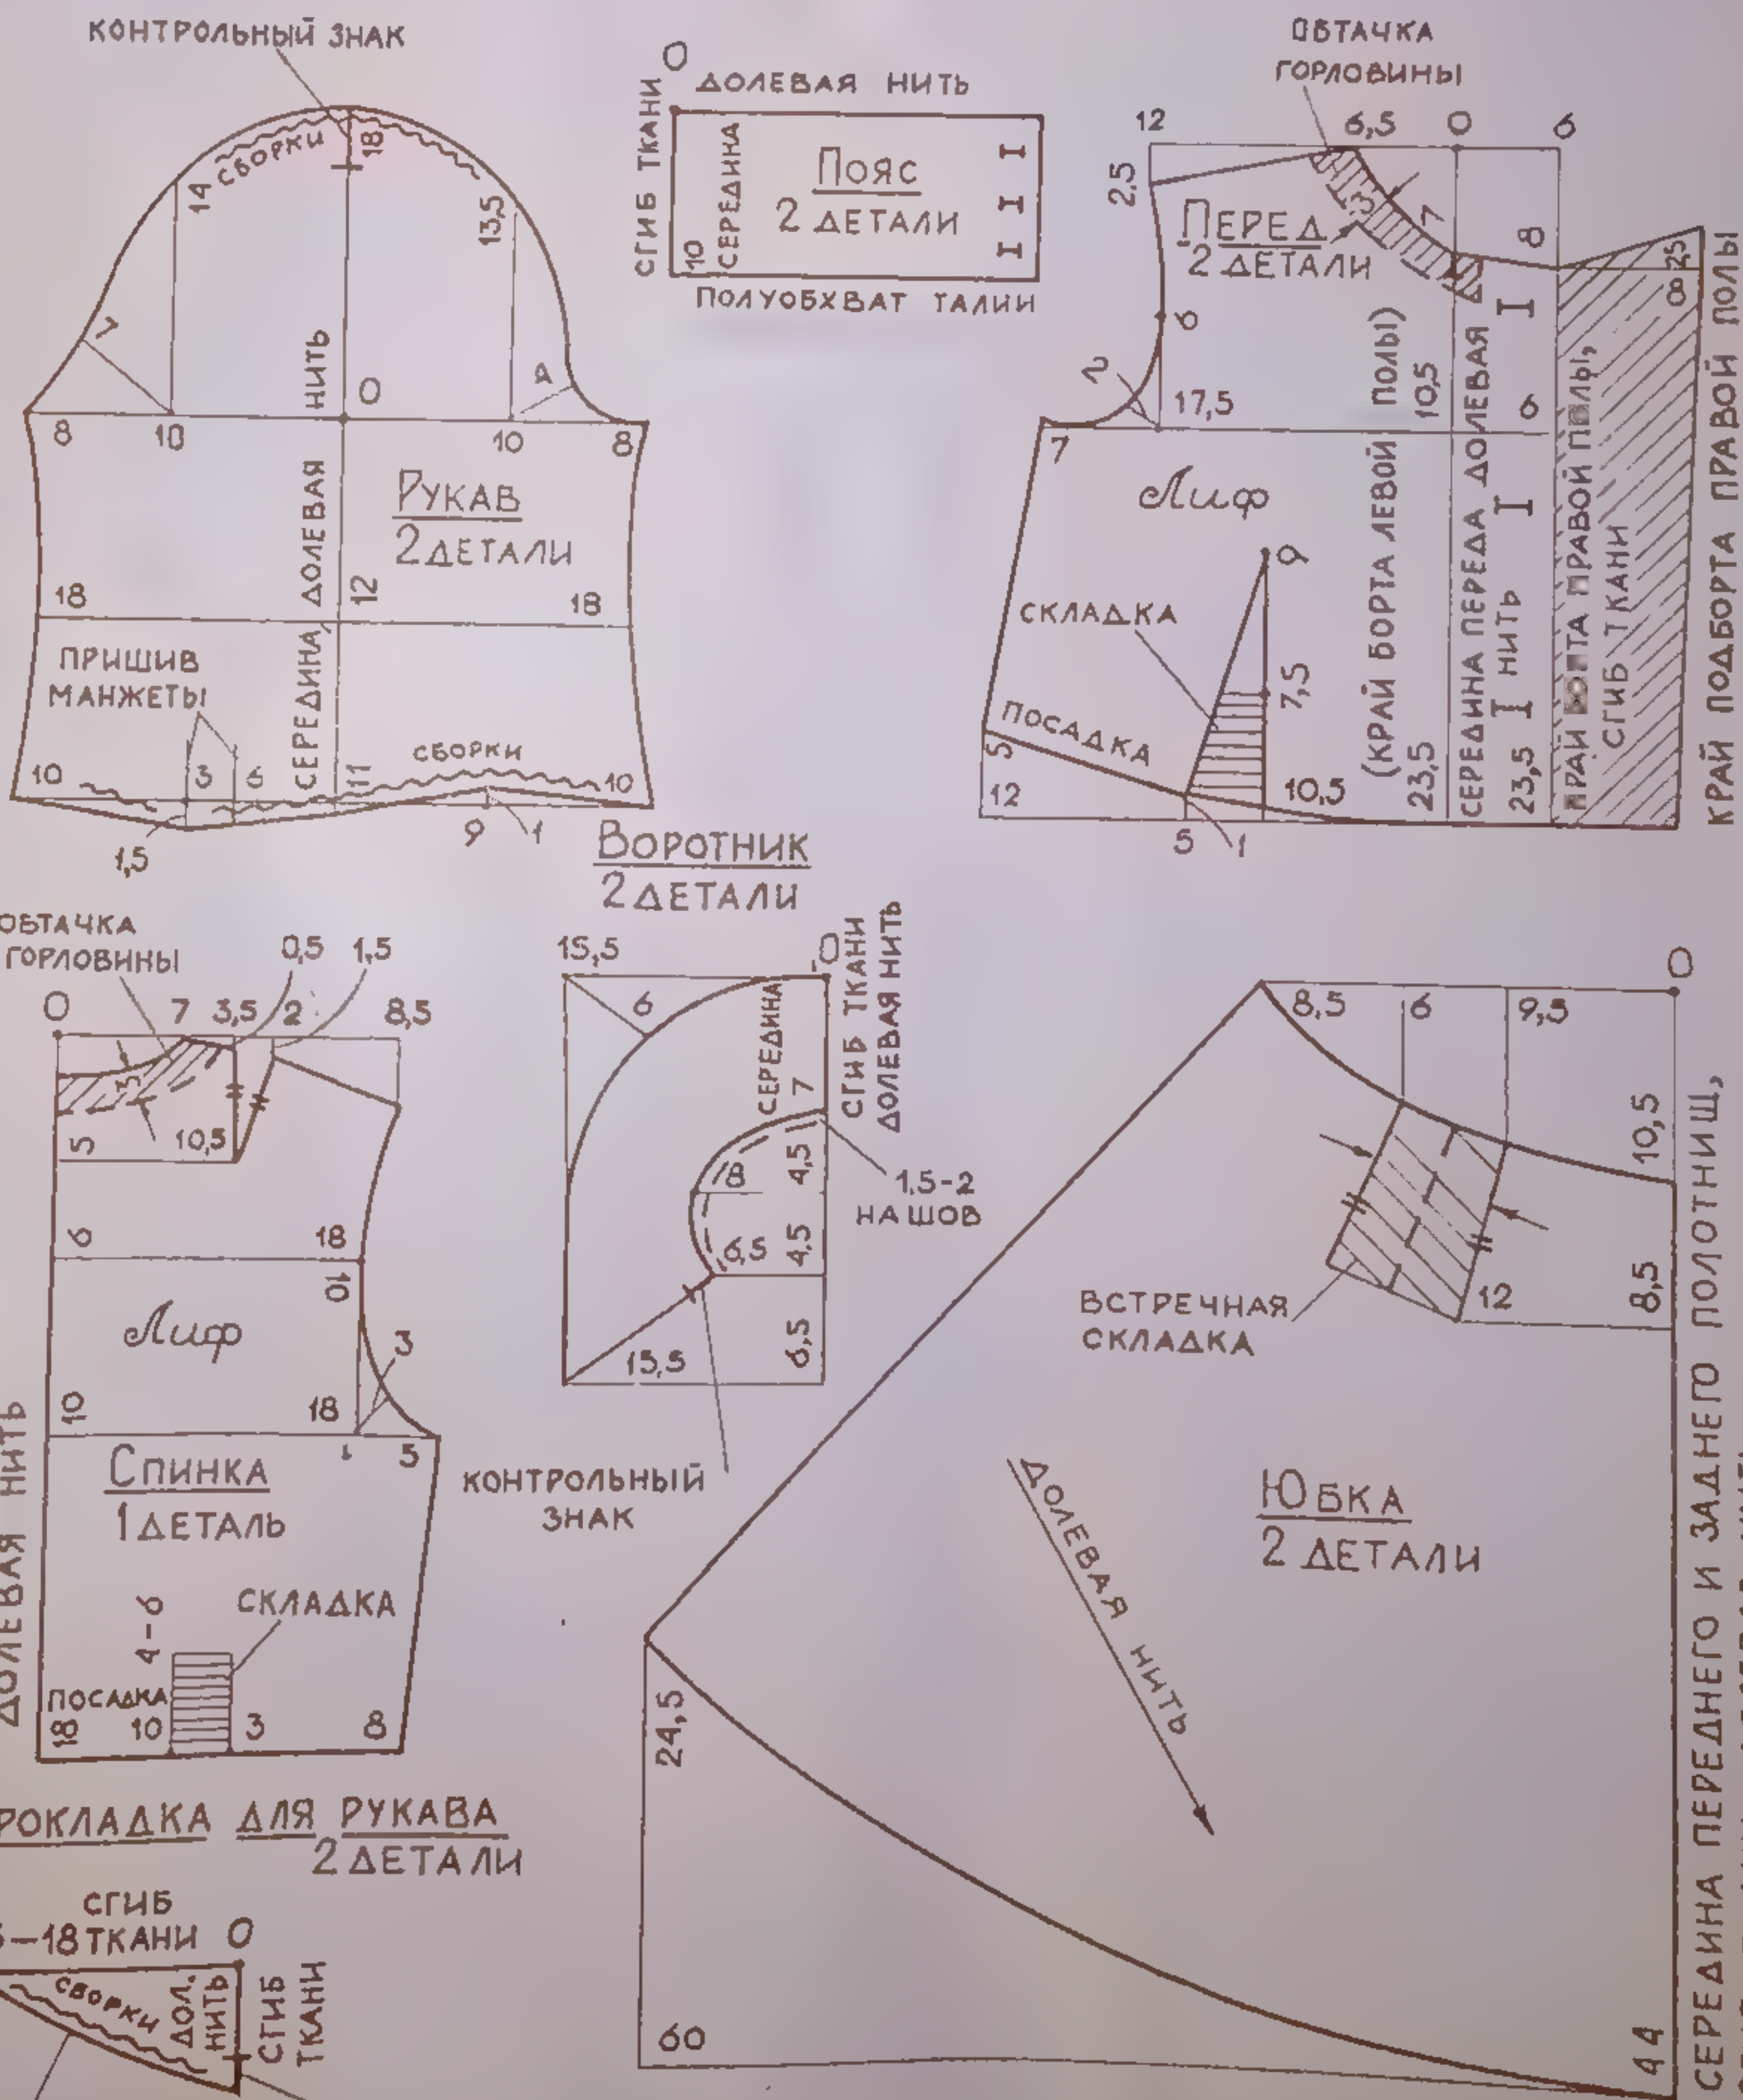 КОНТРОЛЬНЫЙ ЗНАК
СБОРКИ
18
14
13,5
7
4
НИТЬ
0
8
10
10
8
РУКАВ
2 ДЕТАЛИ
СЕРЕДИНА, ДОЛЕВАЯ
12
18
18
ПРИШИВ
МАНЖЕТЫ
СБОРКИ
10
3
6
11
10
1,5
9
1
0
ДОЛЕВАЯ НИТЬ
СГИБ ТКАНИ
СЕРЕДИНА
10
ПОЯС
2 ДЕТАЛИ
ПОЛУОБХВАТ ТАЛИИ
ОБТАЧКА
ГОРЛОВИНЫ
12
6,5
0
6
2,5
ПЕРЕД
2 ДЕТАЛИ
3
7
8
2,5
8
6
2
17,5
10,5
6
7
Лиф
9
СКЛАДКА
7,5
ПОСАДКА
5
12
10,5
5
1
(КРАЙ БОРТА ЛЕВОЙ ПОЛЫ)
23,5
СЕРЕДИНА ПЕРЕДА ДОЛЕВАЯ
НИТЬ
23,5
ПРАВОЙ
СГИБ ТКАНИ
КРАЙ ПОДБОРТА ПРАВОЙ ПОЛЫ
ВОРОТНИК
2 ДЕТАЛИ
15,5
0
6
СЕРЕДИНА
7
СГИБ ТКАНИ
ДОЛЕВАЯ НИТЬ
8
4,5
1,5-2
НА ШОВ
6,5
4,5
15,5
6,5
КОНТРОЛЬНЫЙ
ЗНАК
ОБТАЧКА
ГОРЛОВИНЫ
0,5
1,5
0
7
3,5
2
8,5
3
5
10,5
6
18
10
Лиф
3
10
18
1
5
СПИНКА
1 ДЕТАЛЬ
ДОЛЕВАЯ НИТЬ
4-6
СКЛАДКА
ПОСАДКА
18
10
3
8
0
8,5
6
9,5
10,5
8,5
12
ВСТРЕЧНАЯ
СКЛАДКА
ДОЛЕВАЯ НИТЬ
ЮБКА
2 ДЕТАЛИ
24,5
60
44
СЕРЕДИНА ПЕРЕДНЕГО И ЗАДНЕГО ПОЛОТНИЩ,
РОКЛАДКА ДЛЯ РУКАВА
2 ДЕТАЛИ
СГИБ
-18 ТКАНИ 0
СБОРКИ
ДОЛ.
НИТЬ
СГИБ
ТКАНИ